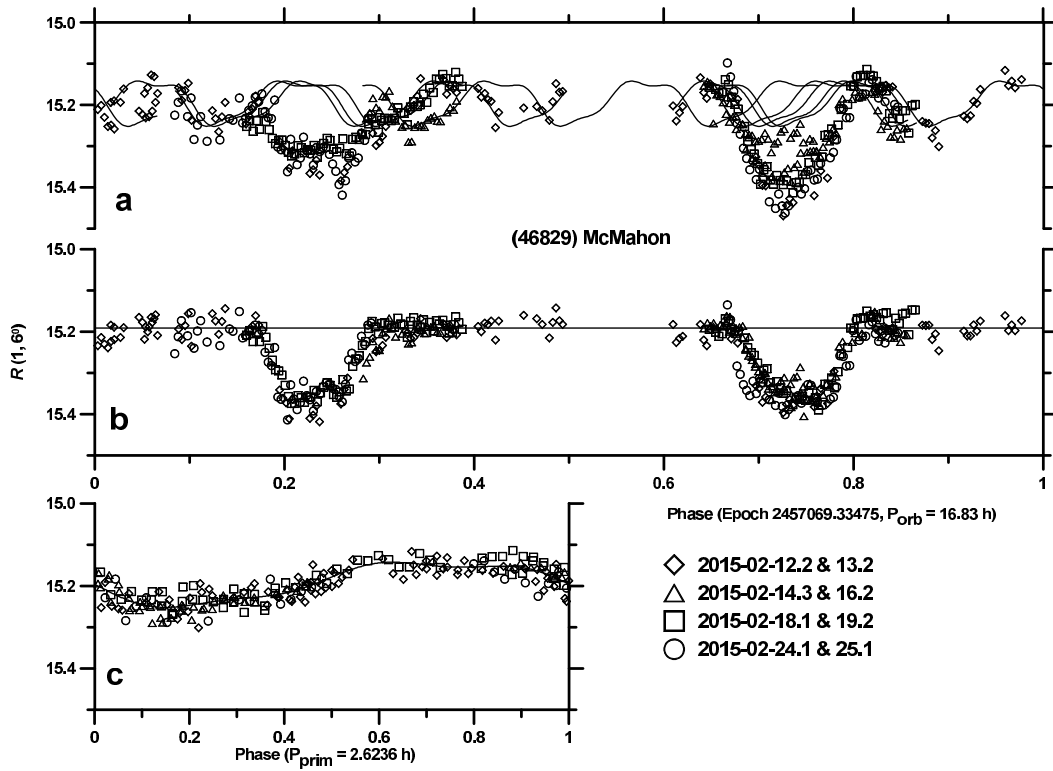 15.0
15.2
15.4
a
(46829) McMahon
15.0
15.2
15.4
R (1, 6⁰)
b
0 0.2 0.4 0.6 0.8 1
15.0
15.2
15.4
c
0 0.2 0.4 0.6 0.8 1
Phase (Pprim = 2.6236 h)
Phase (Epoch 2457069.33475, Porb = 16.83 h)
2015-02-12.2 & 13.2
2015-02-14.3 & 16.2
2015-02-18.1 & 19.2
2015-02-24.1 & 25.1